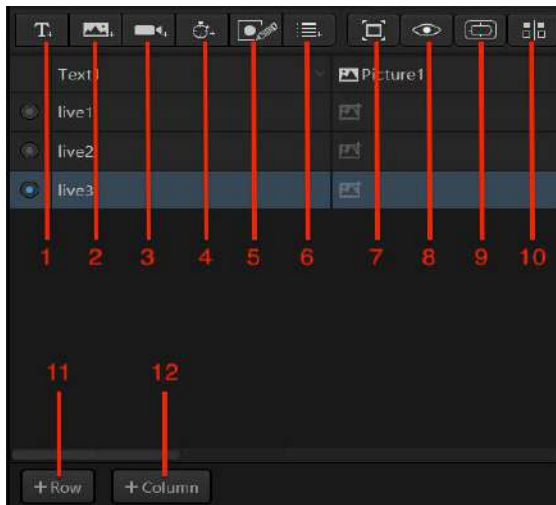 T+
Text1 Picture1
live1
live2
live3
1 2 3 4 5 6 7 8 9 10
11 12
+Row +Column